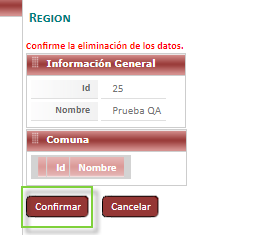 REGION
Confirme la eliminación de los datos.
Información General
Id 25
Nombre Prueba QA
Comuna
Id Nombre
Confirmar Cancelar